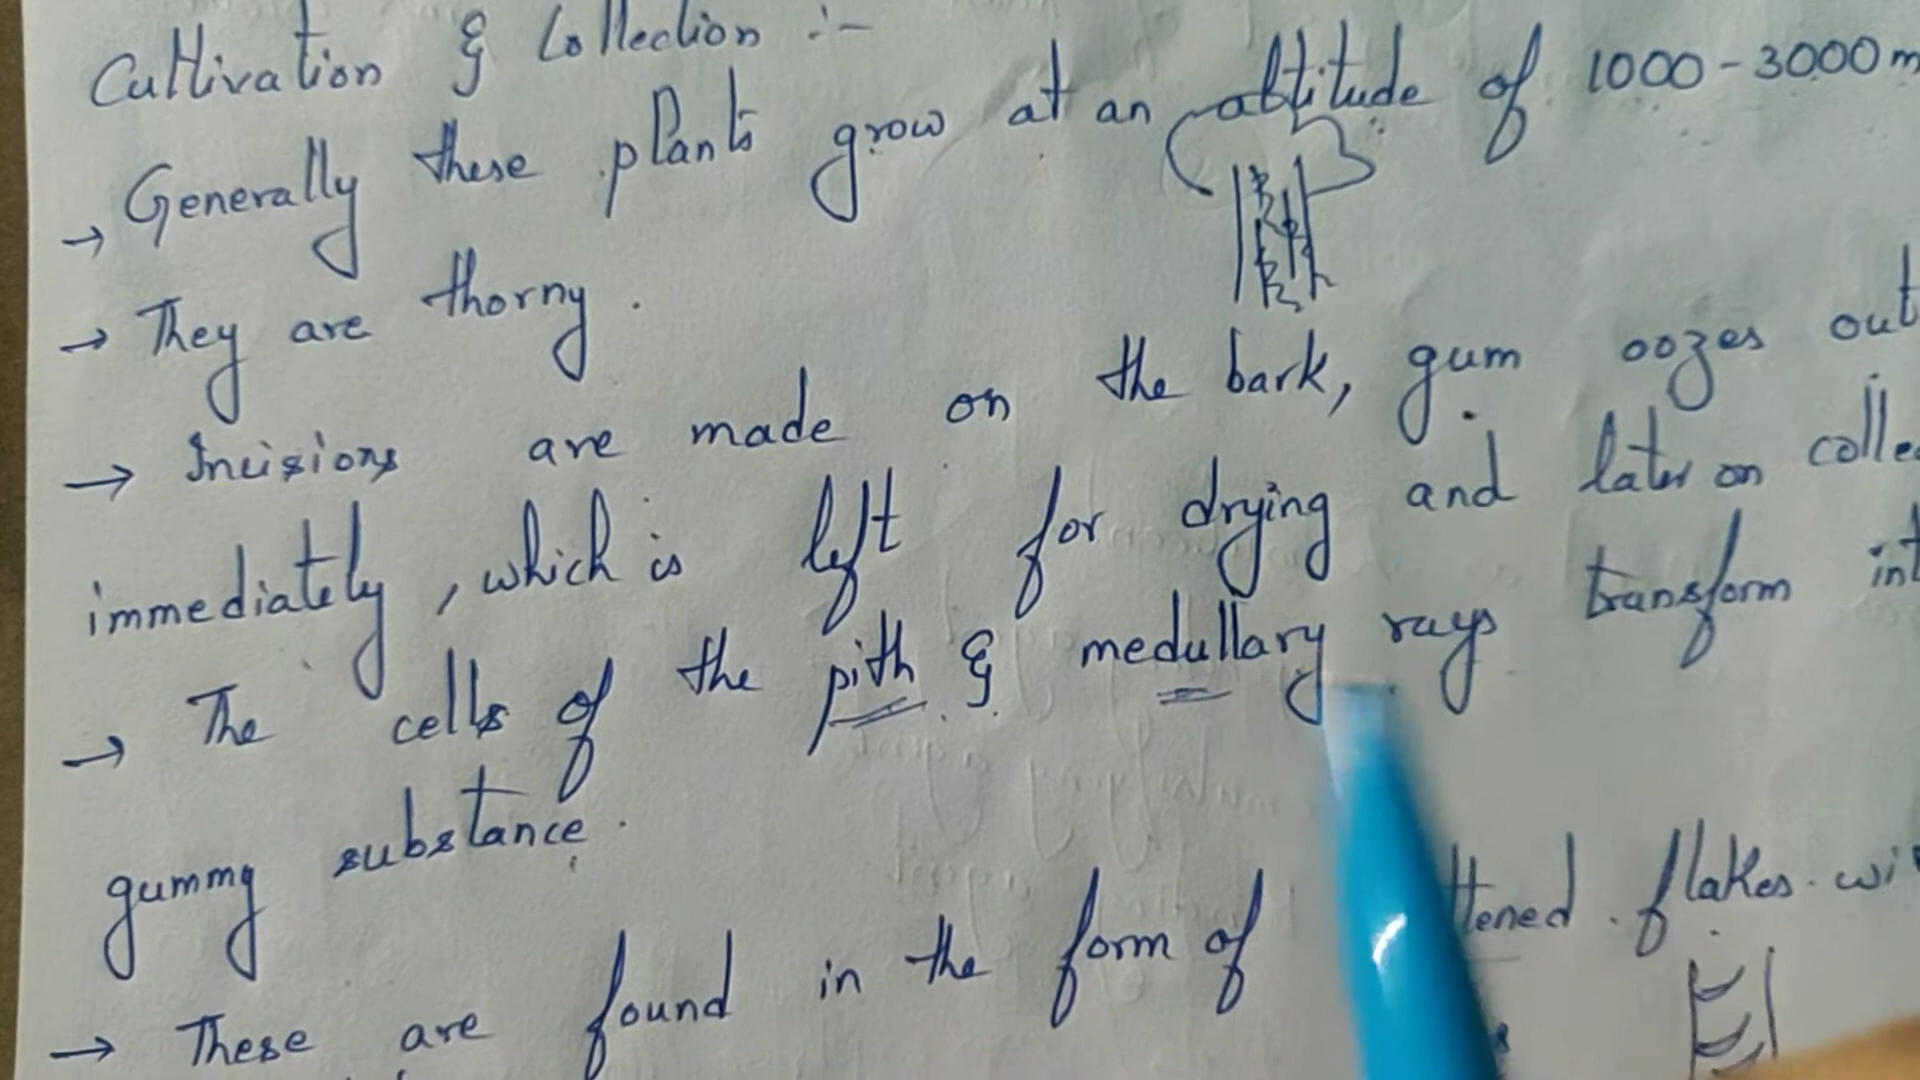 Cultivation & Collection :-
→ Generally these plants grow at an altitude of 1000-3000m
→ They are thorny.
→ Incisions are made on the bark, gum oozes out
immediately, which is left for drying and later on colle
→ The cells of the pith & medullary rays transform int
gummy substance.
→ These are found in the form of ttened flakes wi